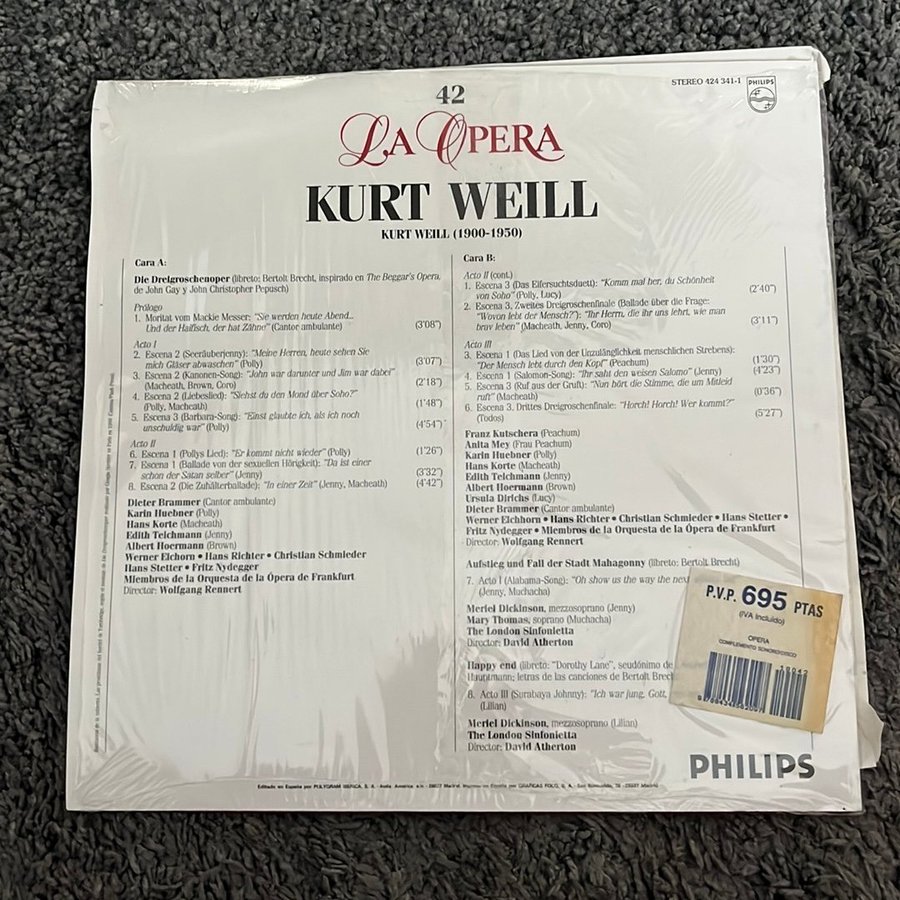 42
STEREO 424 341-1
PHILIPS
LA OPERA
KURT WEILL
KURT WEILL (1900-1950)
Cara A:
Die Dreigroschenoper (libreto: Bertolt Brecht, inspirado en The Beggar's Opera,
de John Gay y John Christopher Pepusch)
Prólogo
1. Moritat vom Mackie Messer: "Sie werden heute Abend...
Und der Haifisch, der hat Zähne" (Cantor ambulante) (3'08")
Acto I
2. Escena 2 (Seeräuberjenny): "Meine Herren, heute sehen Sie
mich Gläser abwaschen" (Polly) (3'07")
3. Escena 2 (Kanonen-Song): "John war darunter und Jim war dabei"
(Macheath, Brown, Coro) (2'18")
4. Escena 2 (Liebeslied): "Siehst du den Mond über Soho?"
(Polly, Macheath) (1'48")
5. Escena 3 (Barbara-Song): "Einst glaubte ich, als ich noch
unschuldig war" (Polly) (4'54")
Acto II
6. Escena 1 (Pollys Lied): "Er kommt nicht wieder" (Polly) (1'26")
7. Escena 1 (Ballade von der sexuellen Hörigkeit): "Da ist einer
schon der Satan selber" (Jenny) (3'32")
8. Escena 2 (Die Zuhälterballade): "In einer Zeit" (Jenny, Macheath) (4'42")
Dieter Brammer (Cantor ambulante)
Karin Huebner (Polly)
Hans Korte (Macheath)
Edith Teichmann (Jenny)
Albert Hoermann (Brown)
Werner Eichorn • Hans Richter • Christian Schmieder
Hans Stetter • Fritz Nydegger
Miembros de la Orquesta de la Ópera de Frankfurt
Director: Wolfgang Rennert
Cara B:
Acto II (cont.)
1. Escena 3 (Das Eifersuchtsduett): "Komm mal her, du Schönheit
von Soho" (Polly, Lucy) (2'40")
2. Escena 3, Zweites Dreigroschenfinale (Ballade über die Frage:
"Wovon lebt der Mensch?"): "Ihr Herrn, die ihr uns lehrt, wie man
brav leben" (Macheath, Jenny, Coro) (3'11")
Acto III
3. Escena 1 (Das Lied von der Unzulänglichkeit menschlichen Strebens):
"Der Mensch lebt durch den Kopf" (Peachum) (1'30")
4. Escena 1 (Salomon-Song): "Ihr saht den weisen Salomo" (Jenny) (4'23")
5. Escena 3 (Ruf aus der Gruft): "Nun hört die Stimme, die um Mitleid
ruft" (Macheath) (0'36")
6. Escena 3, Drittes Dreigroschenfinale: "Horch! Horch! Wer kommt?"
(Todos) (5'27")
Franz Kutschera (Peachum)
Anita Mey (Frau Peachum)
Karin Huebner (Polly)
Hans Korte (Macheath)
Edith Teichmann (Jenny)
Albert Hoermann (Brown)
Ursula Dirichs (Lucy)
Dieter Brammer (Cantor ambulante)
Werner Eichhorn • Hans Richter • Christian Schmieder • Hans Stetter •
Fritz Nydegger • Miembros de la Orquesta de la Ópera de Frankfurt
Director: Wolfgang Rennert
Aufstieg und Fall der Stadt Mahagonny (libreto: Bertolt Brecht)
7. Acto I (Alabama-Song): "Oh show us the way the next
(Jenny, Muchacha)
Meriel Dickinson, mezzosoprano (Jenny)
Mary Thomas, soprano (Muchacha)
The London Sinfonietta
Director: David Atherton
Happy end (libreto: "Dorothy Lane", seudónimo de
Hauptmann; letras de las canciones de Bertolt Brec
8. Acto III (Surabaya Johnny): "Ich war jung, Gott,
(Lilian)
Meriel Dickinson, mezzosoprano (Lilian)
The London Sinfonietta
Director: David Atherton
P.V.P. 695 PTAS
(IVA Incluido)
OPERA
COMPLEMENTO SONORO/DISCO
PHILIPS
Editado en España por POLYGRAM IBERICA, S. A.